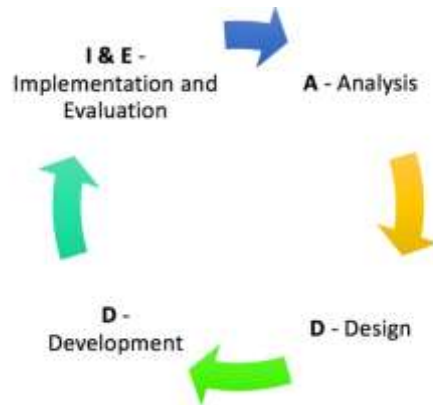 I & E -
Implementation and
Evaluation
A - Analysis
D -
Development
D - Design